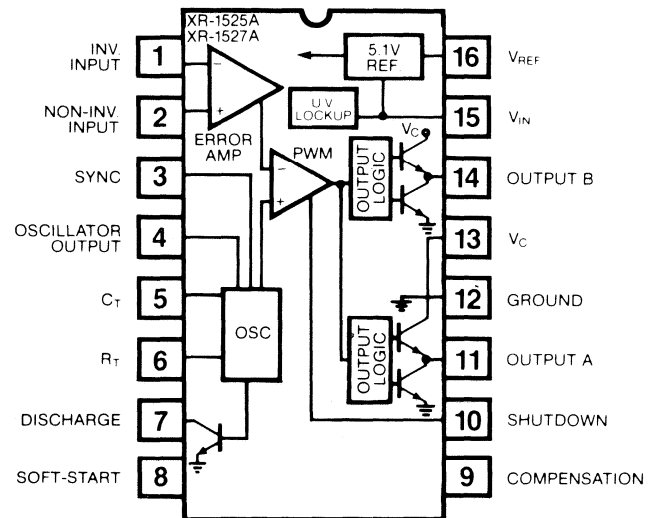 XR-1525A
XR-1527A
INV.
INPUT
1
NON-INV.
INPUT
2
SYNC
3
OSCILLATOR
OUTPUT
4
CT
5
RT
6
DISCHARGE
7
SOFT-START
8
−
+
ERROR
AMP
5.1V
REF.
U V
LOCKUP
PWM
−
+
OSC
OUTPUT
LOGIC
VC
OUTPUT
LOGIC
16
VREF
15
VIN
14
OUTPUT B
13
VC
12
GROUND
11
OUTPUT A
10
SHUTDOWN
9
COMPENSATION